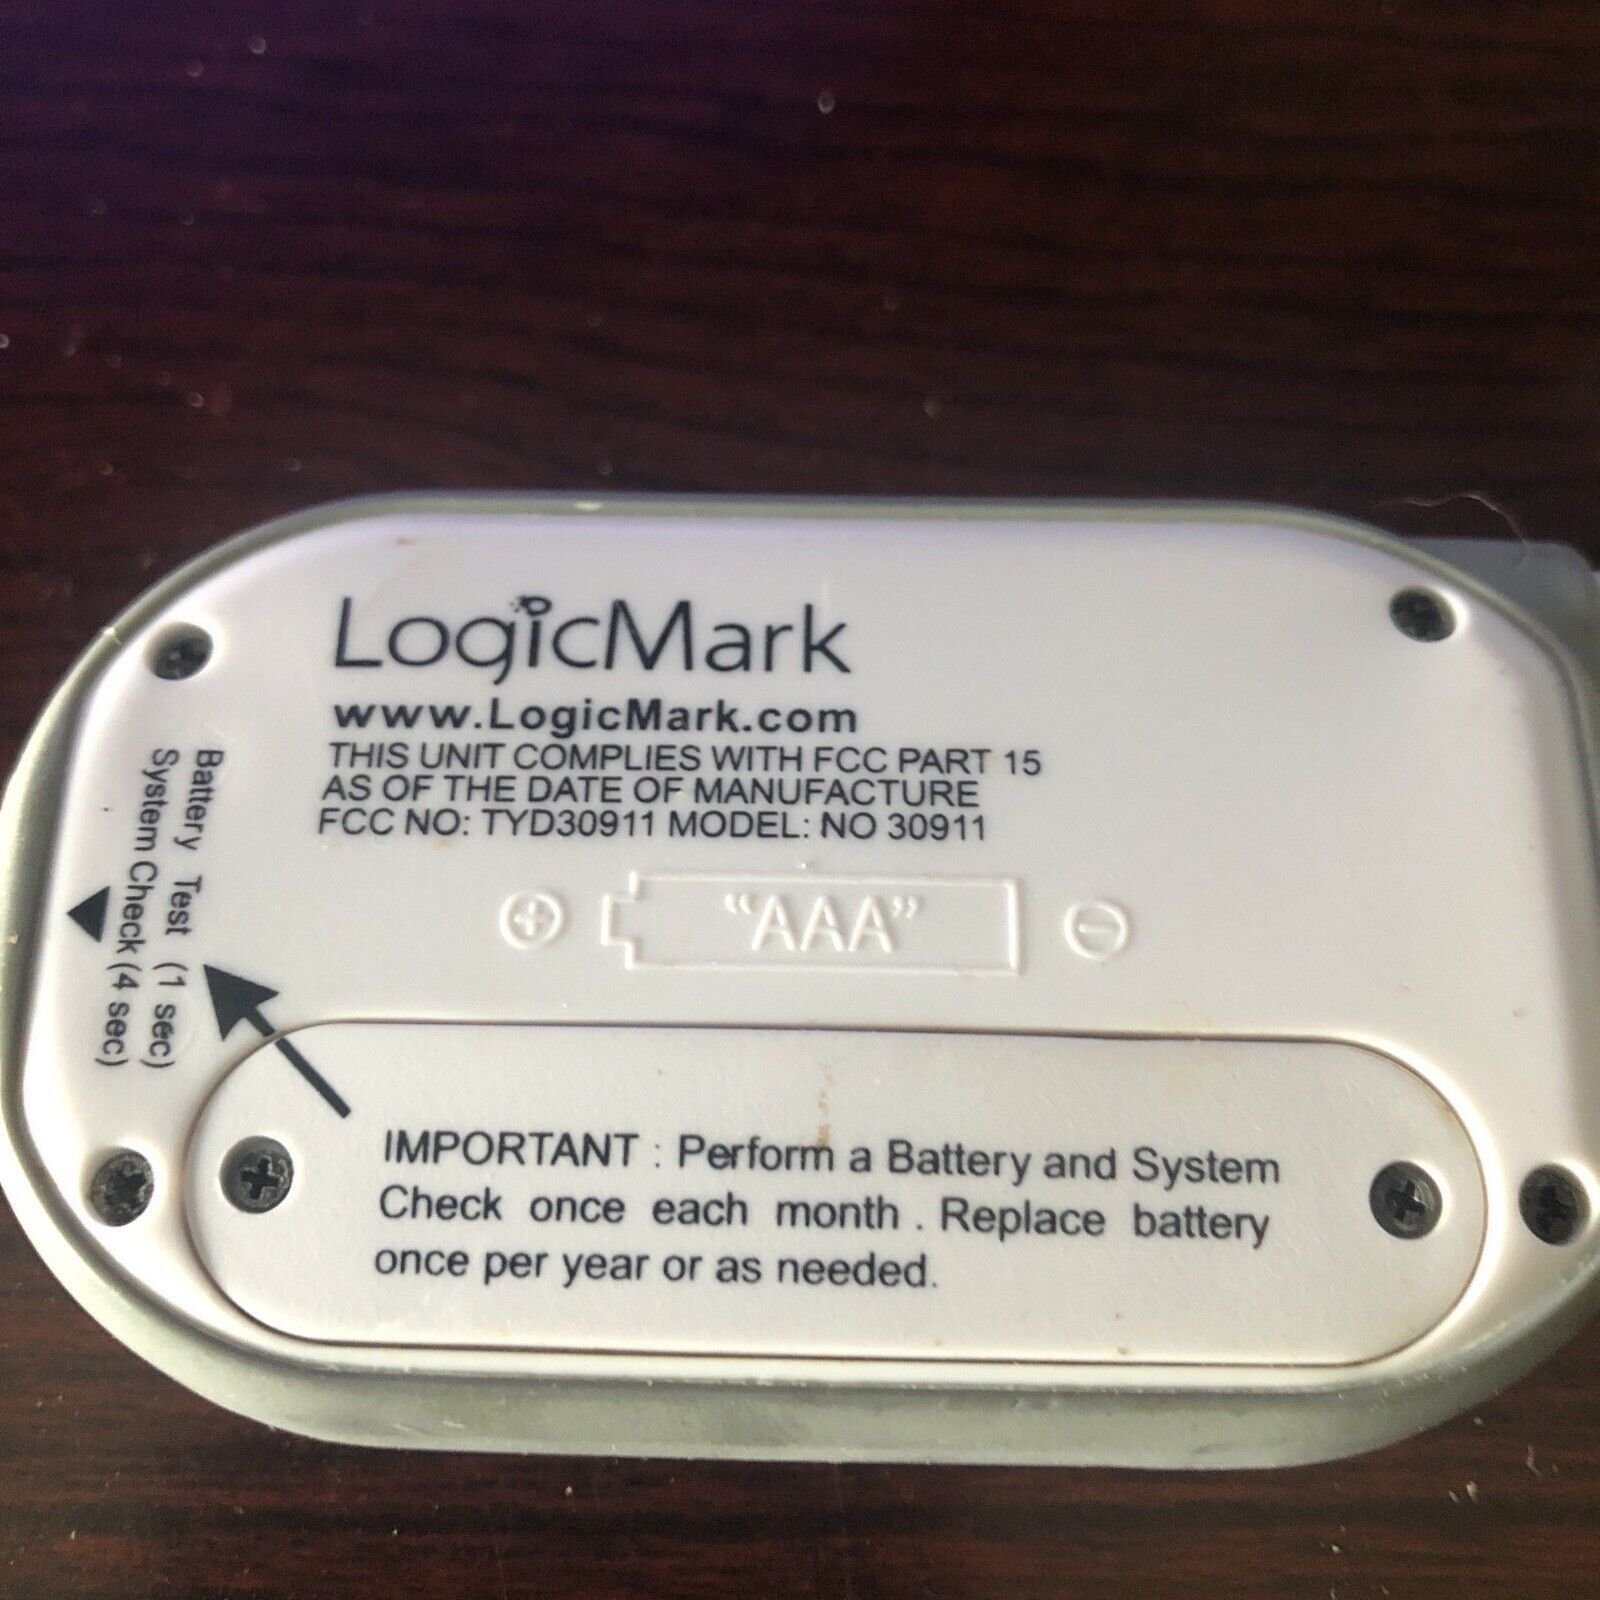 LogicMark
www.LogicMark.com
THIS UNIT COMPLIES WITH FCC PART 15
AS OF THE DATE OF MANUFACTURE
FCC NO: TYD30911 MODEL: NO 30911
“AAA”
Battery Test (1 sec)
System Check (4 sec)
IMPORTANT : Perform a Battery and System
Check once each month . Replace battery
once per year or as needed.